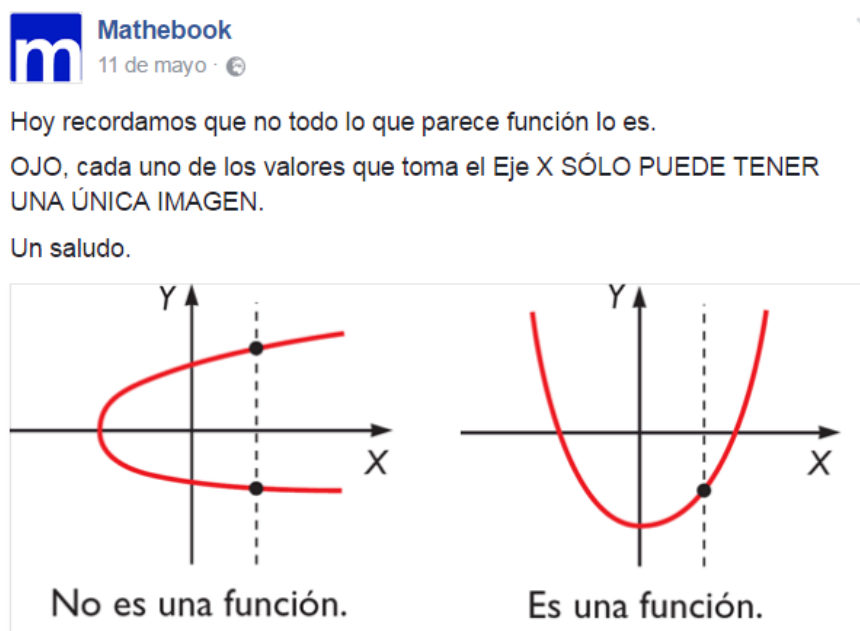 m
Mathebook
11 de mayo ·
Hoy recordamos que no todo lo que parece función lo es.
OJO, cada uno de los valores que toma el Eje X SÓLO PUEDE TENER
UNA ÚNICA IMAGEN.
Un saludo.
Y
X
No es una función.
Y
X
Es una función.